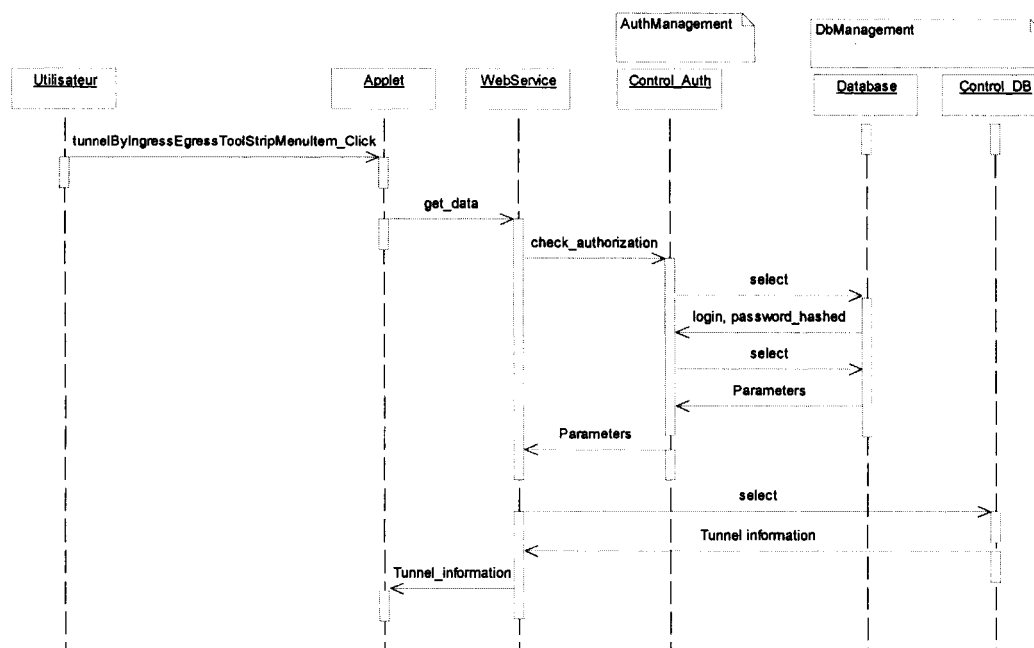 AuthManagement
DbManagement
Utilisateur
Applet
WebService
Control_Auth
Database
Control_DB
tunnelByIngressEgressToolStripMenuItem_Click
get_data
check_authorization
select
login, password_hashed
select
Parameters
Parameters
select
Tunnel information
Tunnel_information